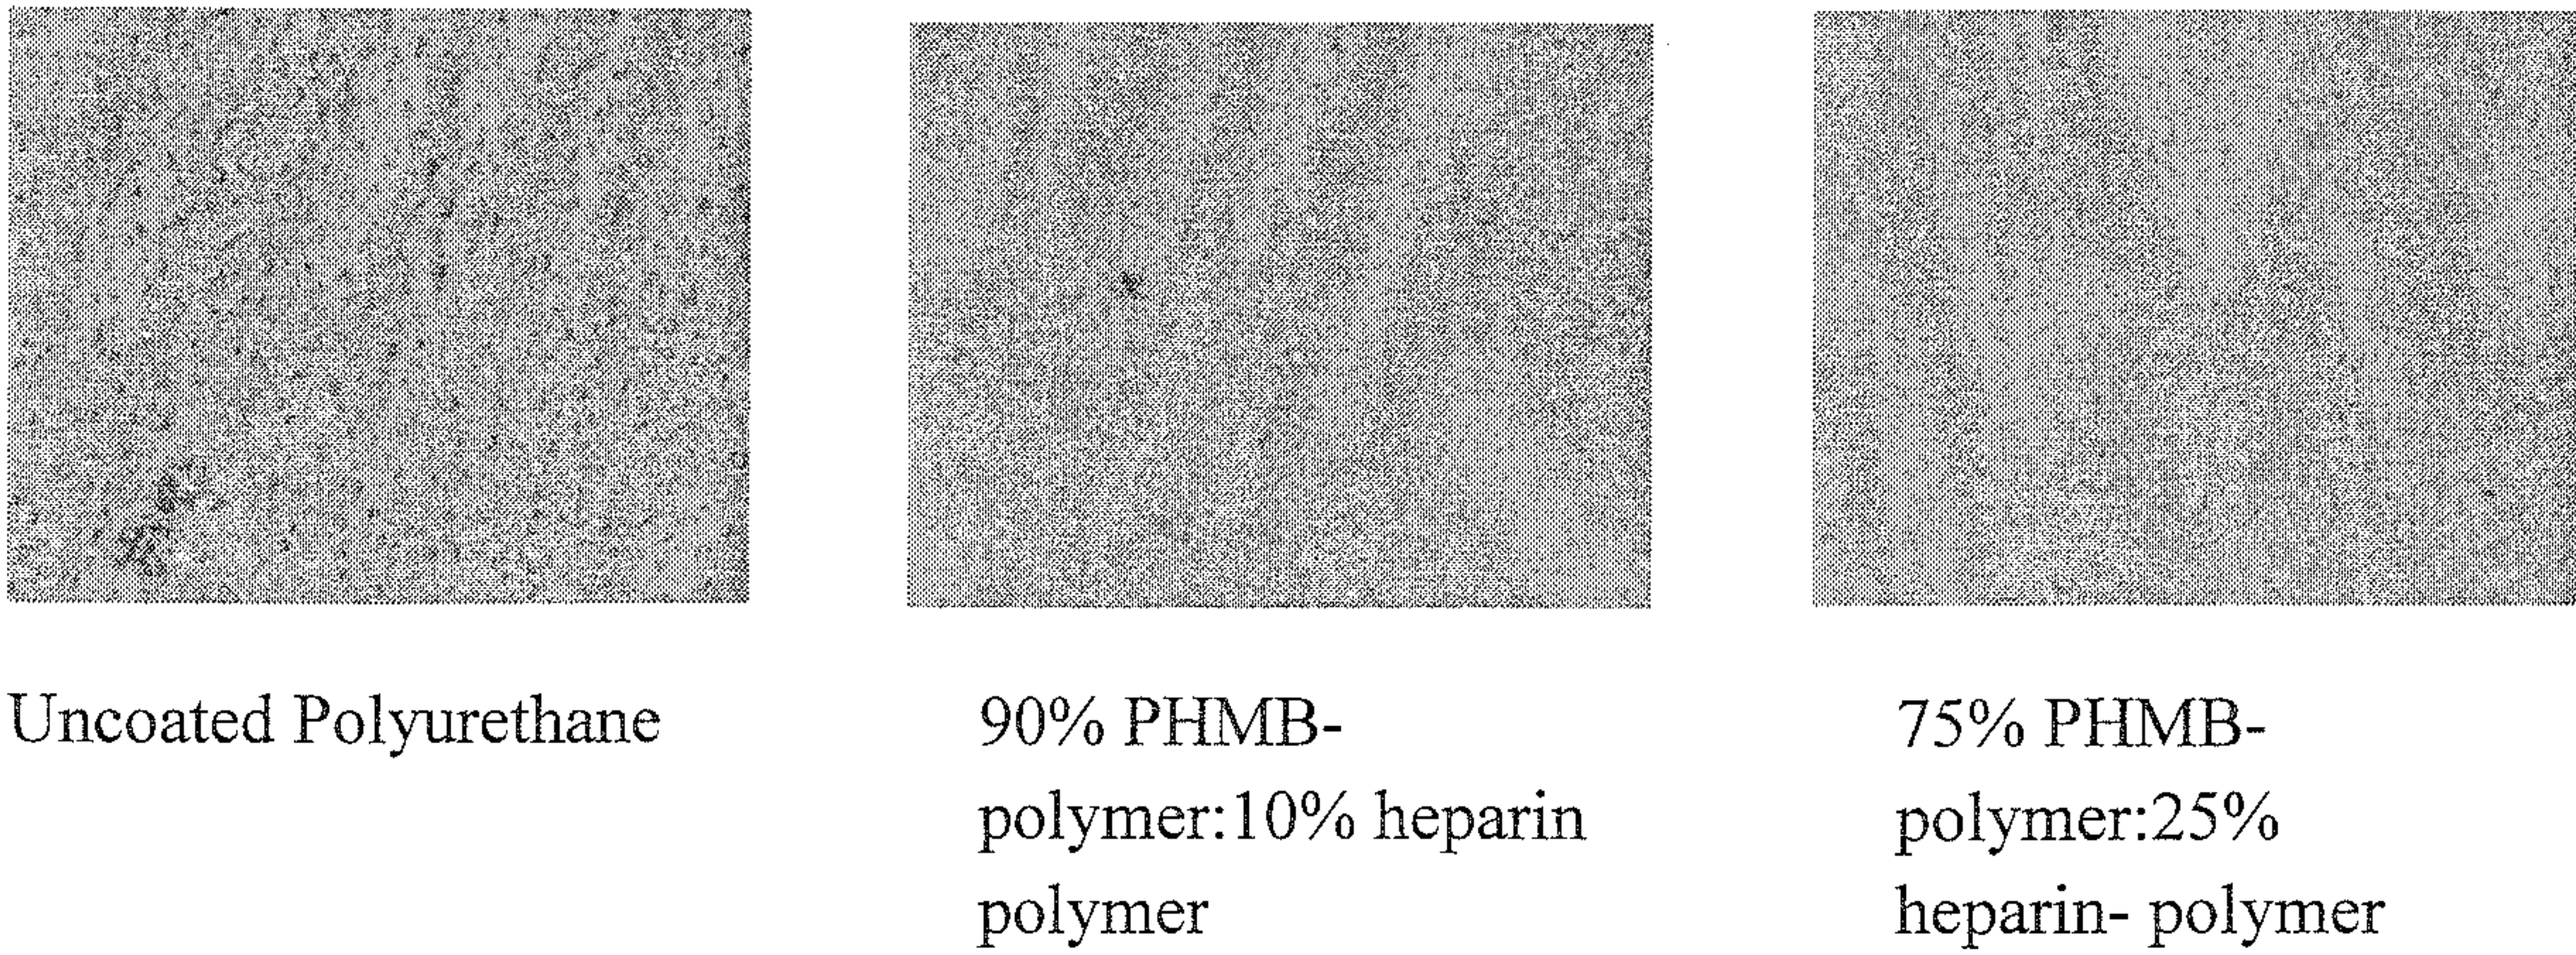 Uncoated Polyurethane
90% PHMB-
polymer:10% heparin
polymer
75% PHMB-
polymer:25%
heparin- polymer